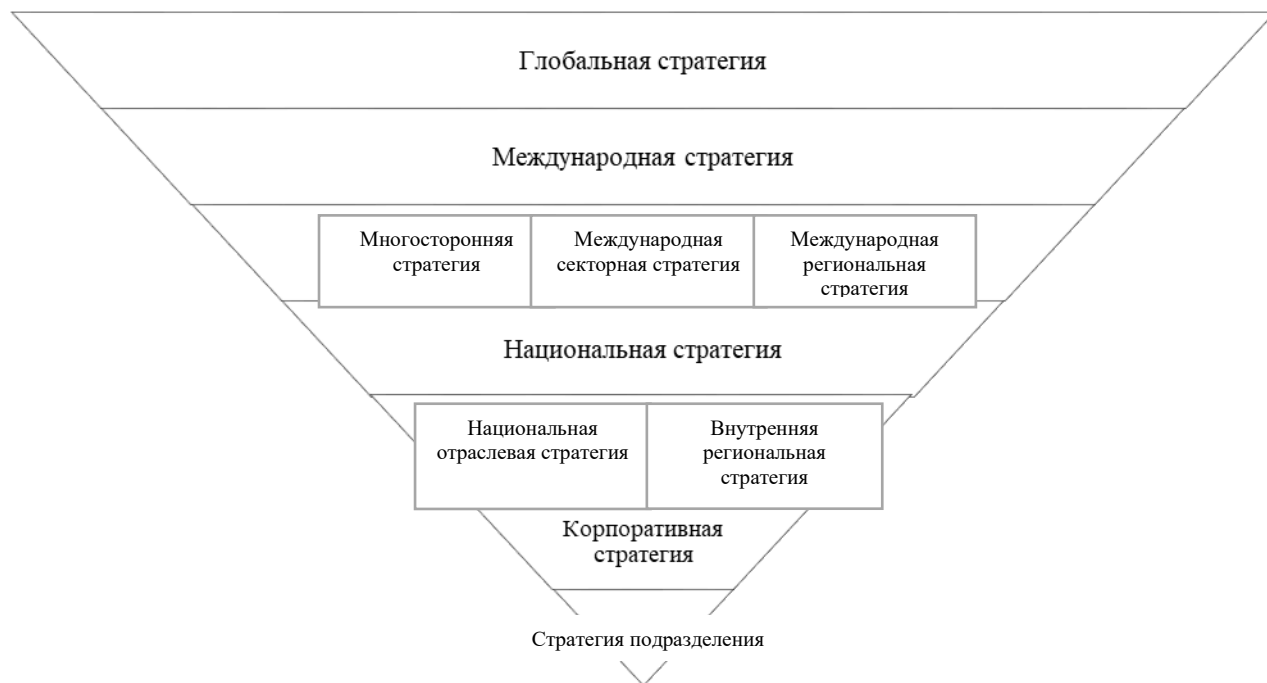 Глобальная стратегия
Международная стратегия
Многосторонняя
стратегия
Международная
секторная стратегия
Международная
региональная
стратегия
Национальная стратегия
Национальная
отраслевая стратегия
Внутренняя
региональная
стратегия
Корпоративная
стратегия
Стратегия подразделения